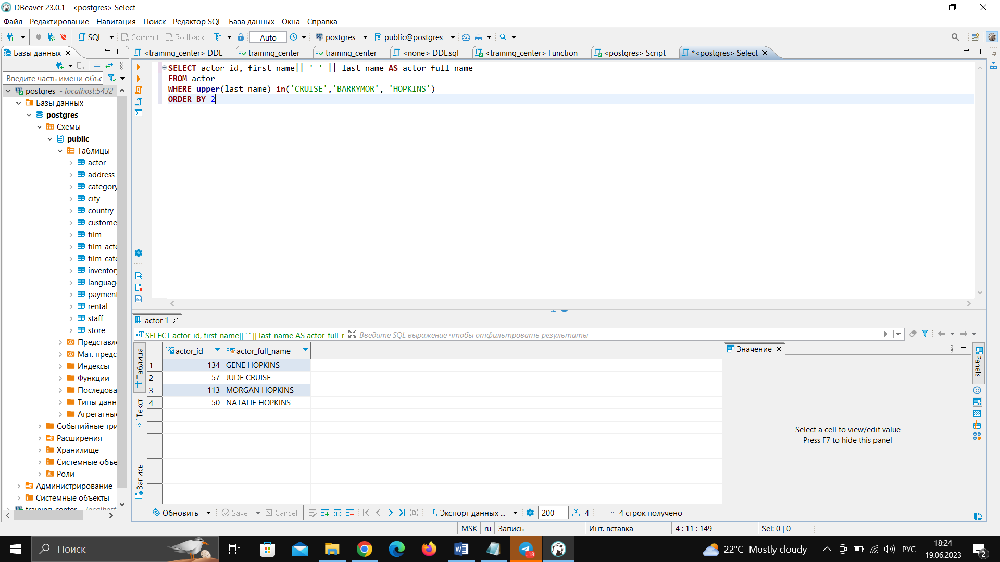 DBeaver 23.0.1 - <postgres> Select
Файл Редактирование Навигация Поиск Редактор SQL База данных Окна Справка
SQL Commit Rollback Auto postgres public@postgres
Базы данных
<training_center> DDL training_center training_center <none> DDL.sql <training_center> Function <postgres> Script *<postgres> Select
Введите часть имени объе
postgres - localhost:5432
Базы данных
postgres
Схемы
public
Таблицы
actor
address
category
city
country
custome
film
film_acto
film_cate
inventor
languag
paymen
rental
staff
store
Представл
Мат. предс
Индексы
Функции
Последова
Типы данн
Агрегатны
Событийные три
Расширения
Хранилище
Системные объе
Роли
Администрирование
Системные объекты
training_center localhost
SELECT actor_id, first_name|| ' ' || last_name AS actor_full_name
FROM actor
WHERE upper(last_name) in('CRUISE','BARRYMOR', 'HOPKINS')
ORDER BY 2
actor 1
SELECT actor_id, first_name|| ' ' || last_name AS actor_full_r Введите SQL выражение чтобы отфильтровать результаты
Таблица
Текст
Запись
123 actor_id ABC actor_full_name
1 134 GENE HOPKINS
2 57 JUDE CRUISE
3 113 MORGAN HOPKINS
4 50 NATALIE HOPKINS
Значение
Select a cell to view/edit value
Press F7 to hide this panel
Panels
Обновить Save Cancel Экспорт данных ... 200 4 ... 4 строк получено
MSK ru Запись Инт. вставка 4 : 11 : 149 Sel: 0 | 0
Поиск
..18
22°C Mostly cloudy
РУС
18:24
19.06.2023
2